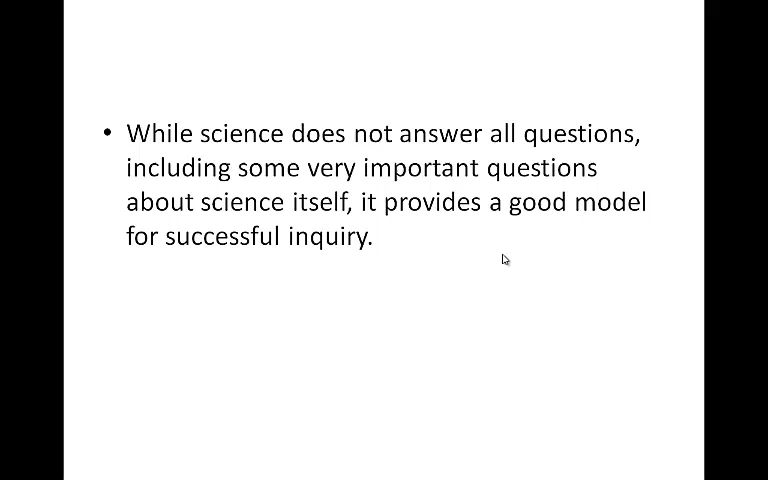 • While science does not answer all questions,
including some very important questions
about science itself, it provides a good model
for successful inquiry.